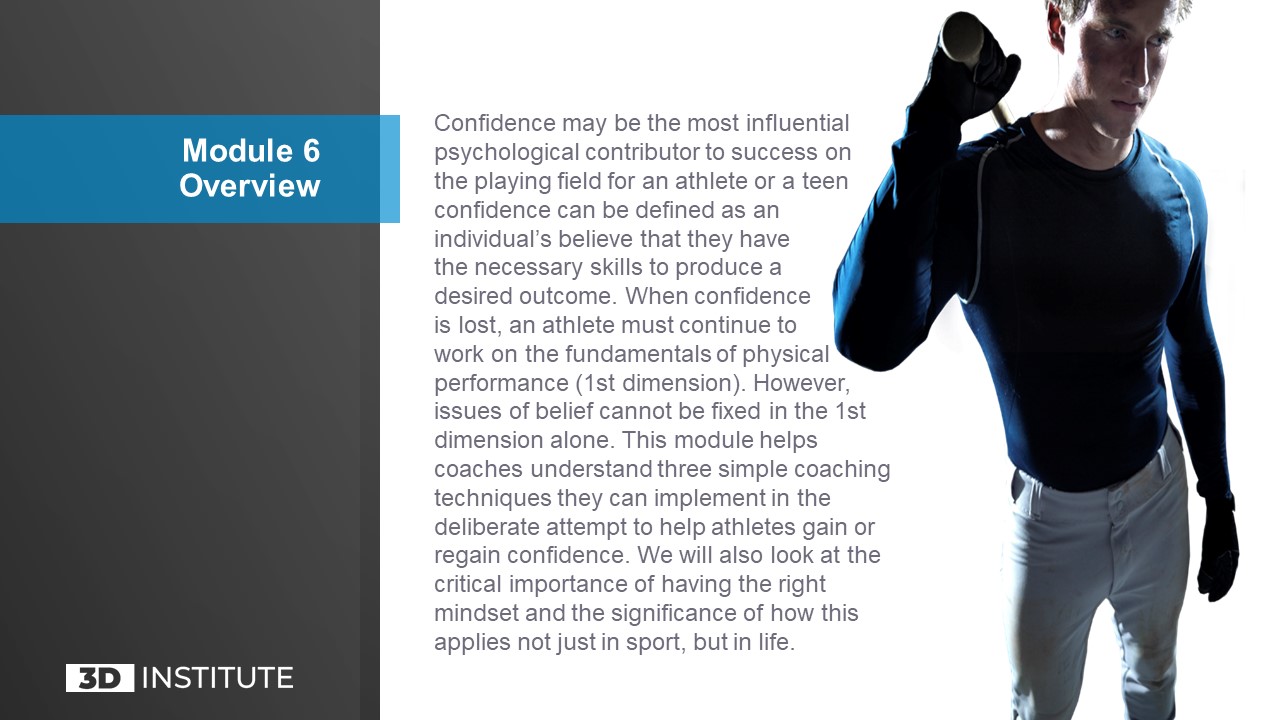 Module 6
Overview
Confidence may be the most influential
psychological contributor to success on
the playing field for an athlete or a teen
confidence can be defined as an
individual’s believe that they have
the necessary skills to produce a
desired outcome. When confidence
is lost, an athlete must continue to
work on the fundamentals of physical
performance (1st dimension). However,
issues of belief cannot be fixed in the 1st
dimension alone. This module helps
coaches understand three simple coaching
techniques they can implement in the
deliberate attempt to help athletes gain or
regain confidence. We will also look at the
critical importance of having the right
mindset and the significance of how this
applies not just in sport, but in life.
3D INSTITUTE